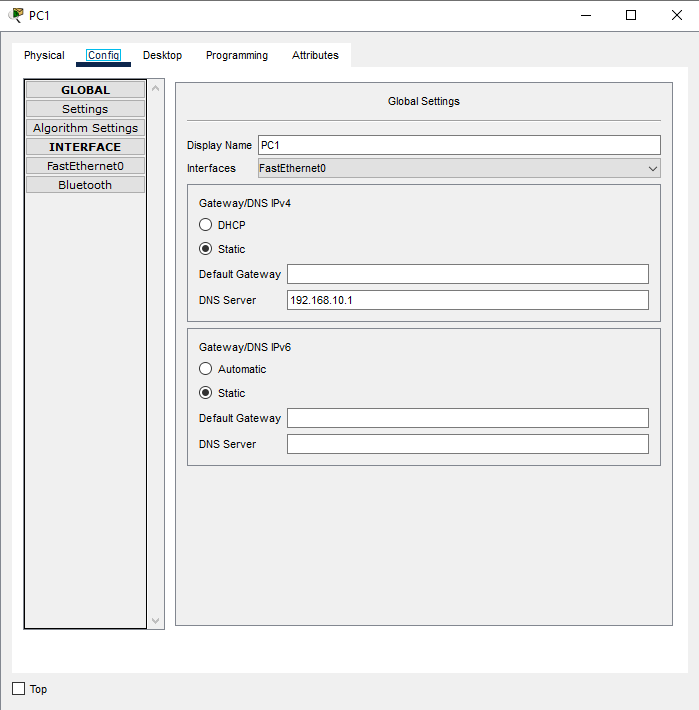 PC1
Physical Config Desktop Programming Attributes
GLOBAL
Settings
Algorithm Settings
INTERFACE
FastEthernet0
Bluetooth
Global Settings
Display Name PC1
Interfaces FastEthernet0
Gateway/DNS IPv4
DHCP
Static
Default Gateway
DNS Server 192.168.10.1
Gateway/DNS IPv6
Automatic
Static
Default Gateway
DNS Server
Top